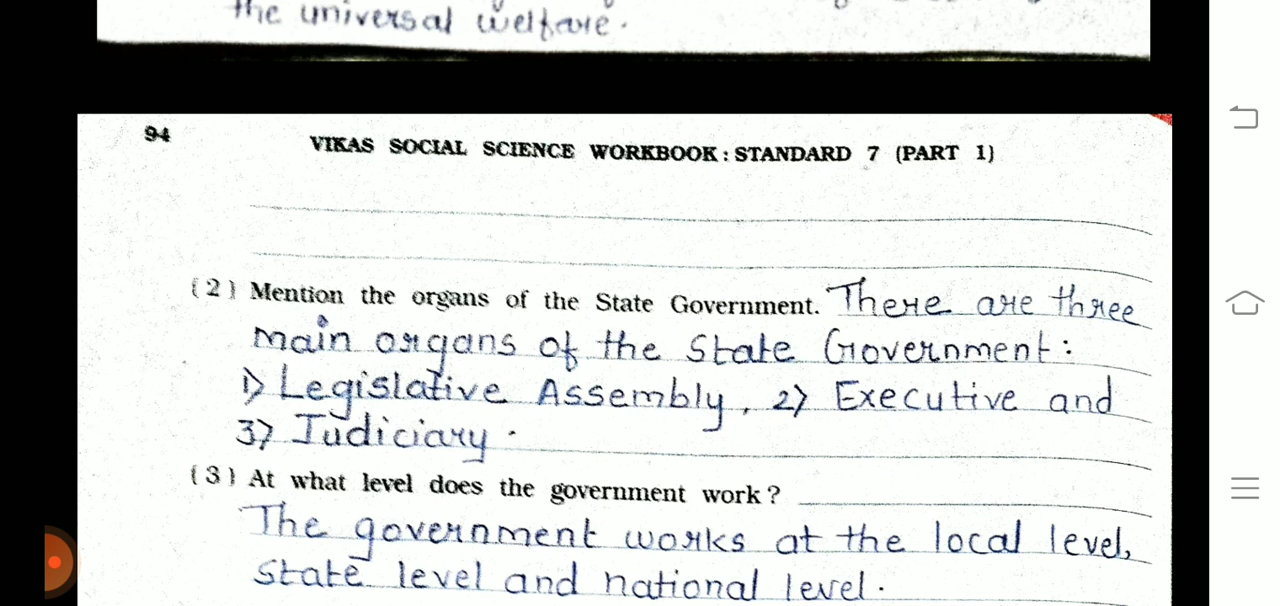 the universal welfare.
94
VIKAS SOCIAL SCIENCE WORKBOOK : STANDARD 7 (PART 1)
(2) Mention the organs of the State Government. There are three
main organs of the State Government :
1) Legislative Assembly, 2) Executive and
3) Judiciary.
(3) At what level does the government work ?
The government works at the local level,
state level and national level.